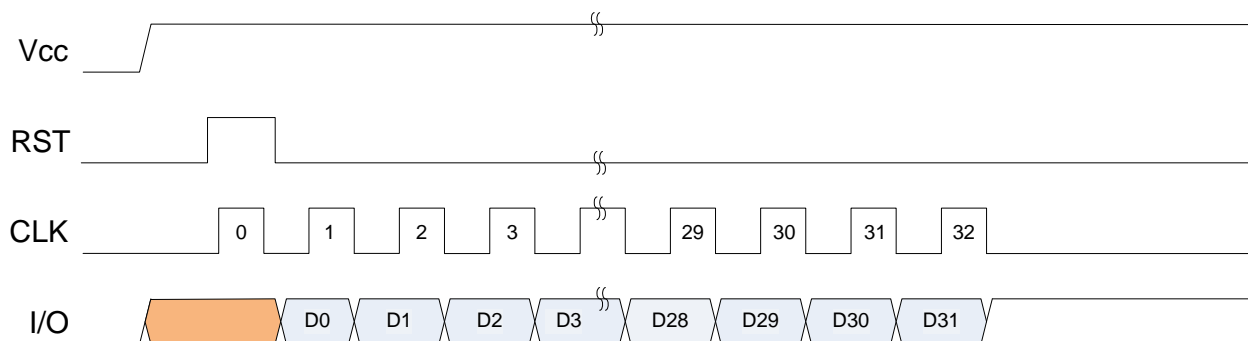 Vcc
RST
CLK 0 1 2 3 29 30 31 32
I/O D0 D1 D2 D3 D28 D29 D30 D31